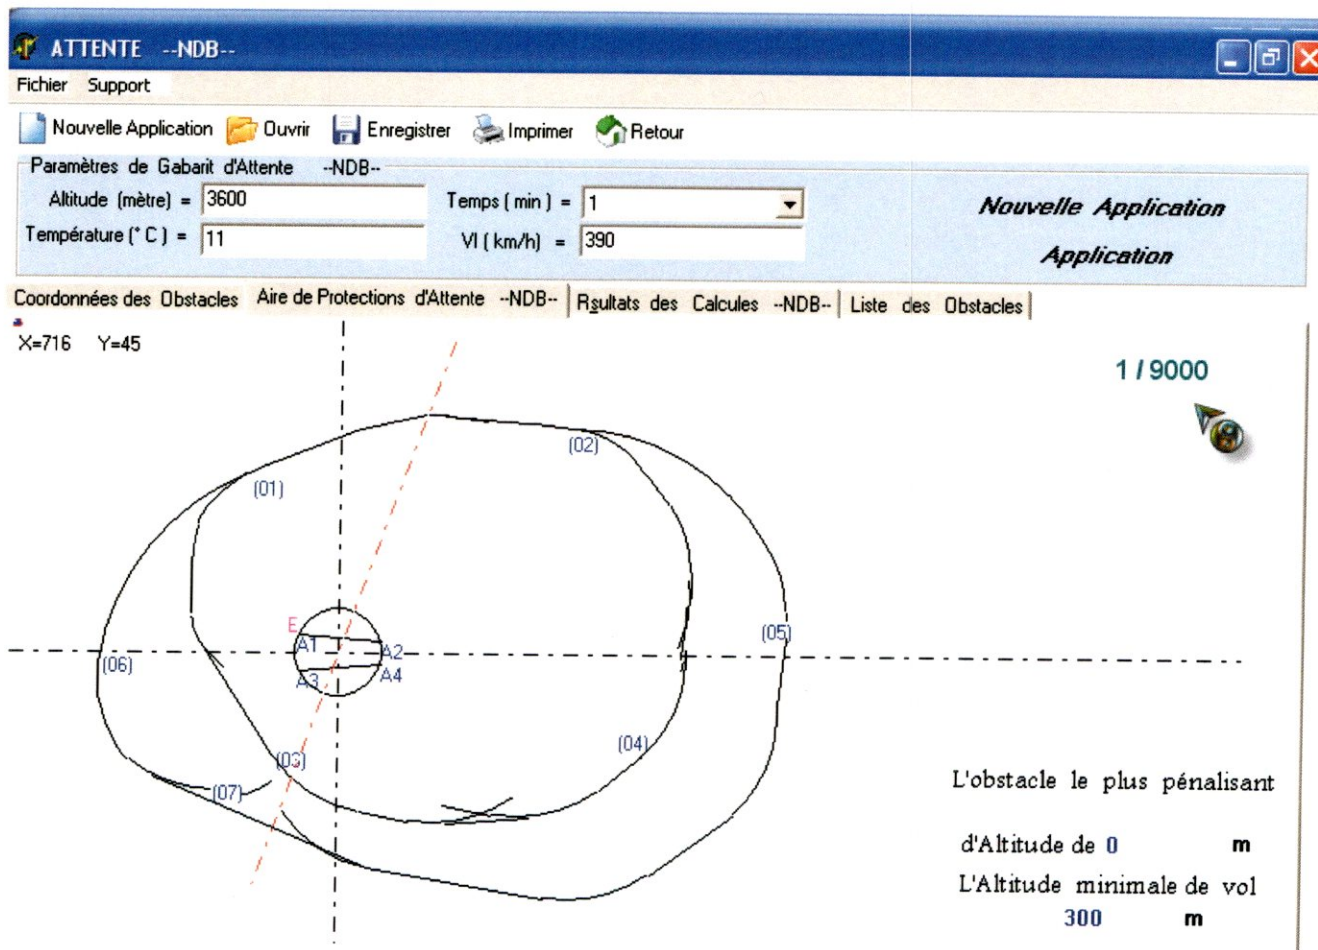 ATTENTE --NDB--
Fichier Support
Nouvelle Application Ouvrir Enregistrer Imprimer Retour
Paramètres de Gabarit d'Attente --NDB--
Altitude (mètre) = 3600 Temps ( min ) = 1 Nouvelle Application
Température (° C ) = 11 VI ( km/h) = 390 Application
Coordonnées des Obstacles Aire de Protections d'Attente --NDB-- Rsultats des Calcules --NDB-- Liste des Obstacles
X=716 Y=45
1 / 9000
(02)
(01)
E
A1 A2 (05)
(06)
A3 A4
(04)
(03)
(07)
L'obstacle le plus pénalisant
d'Altitude de 0 m
L'Altitude minimale de vol
300 m